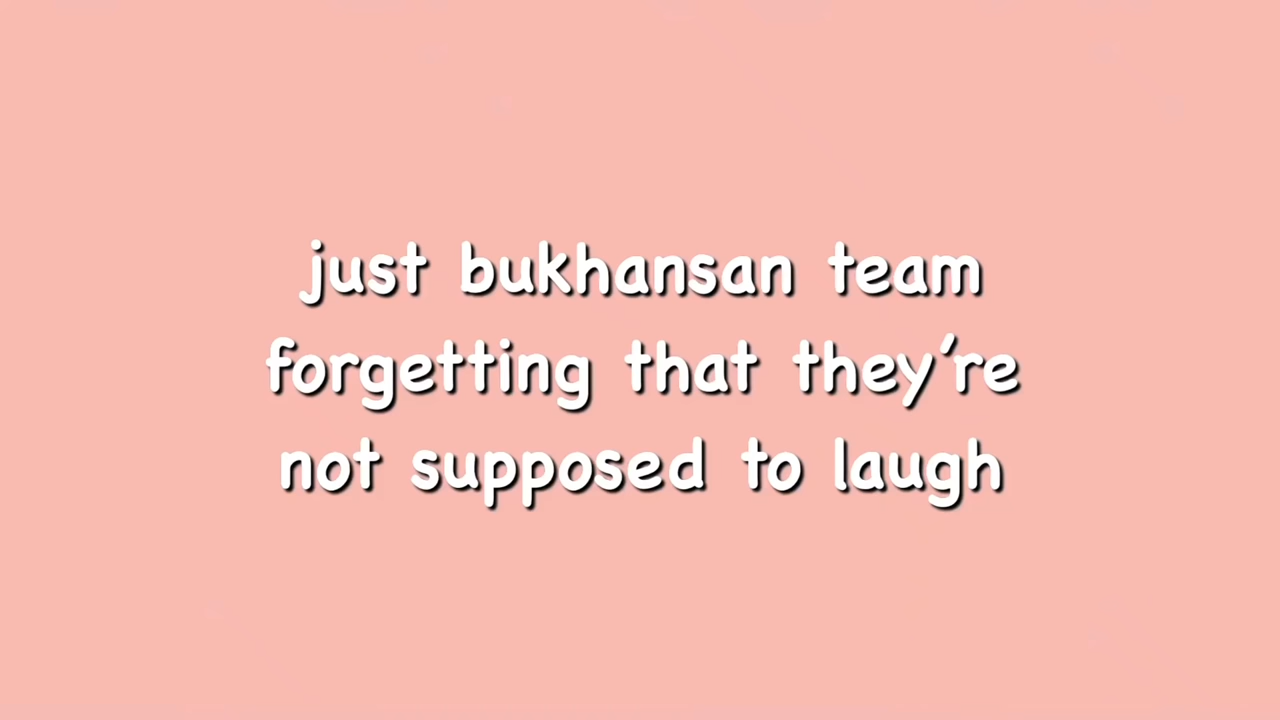 just bukhansan team
forgetting that they’re
not supposed to laugh